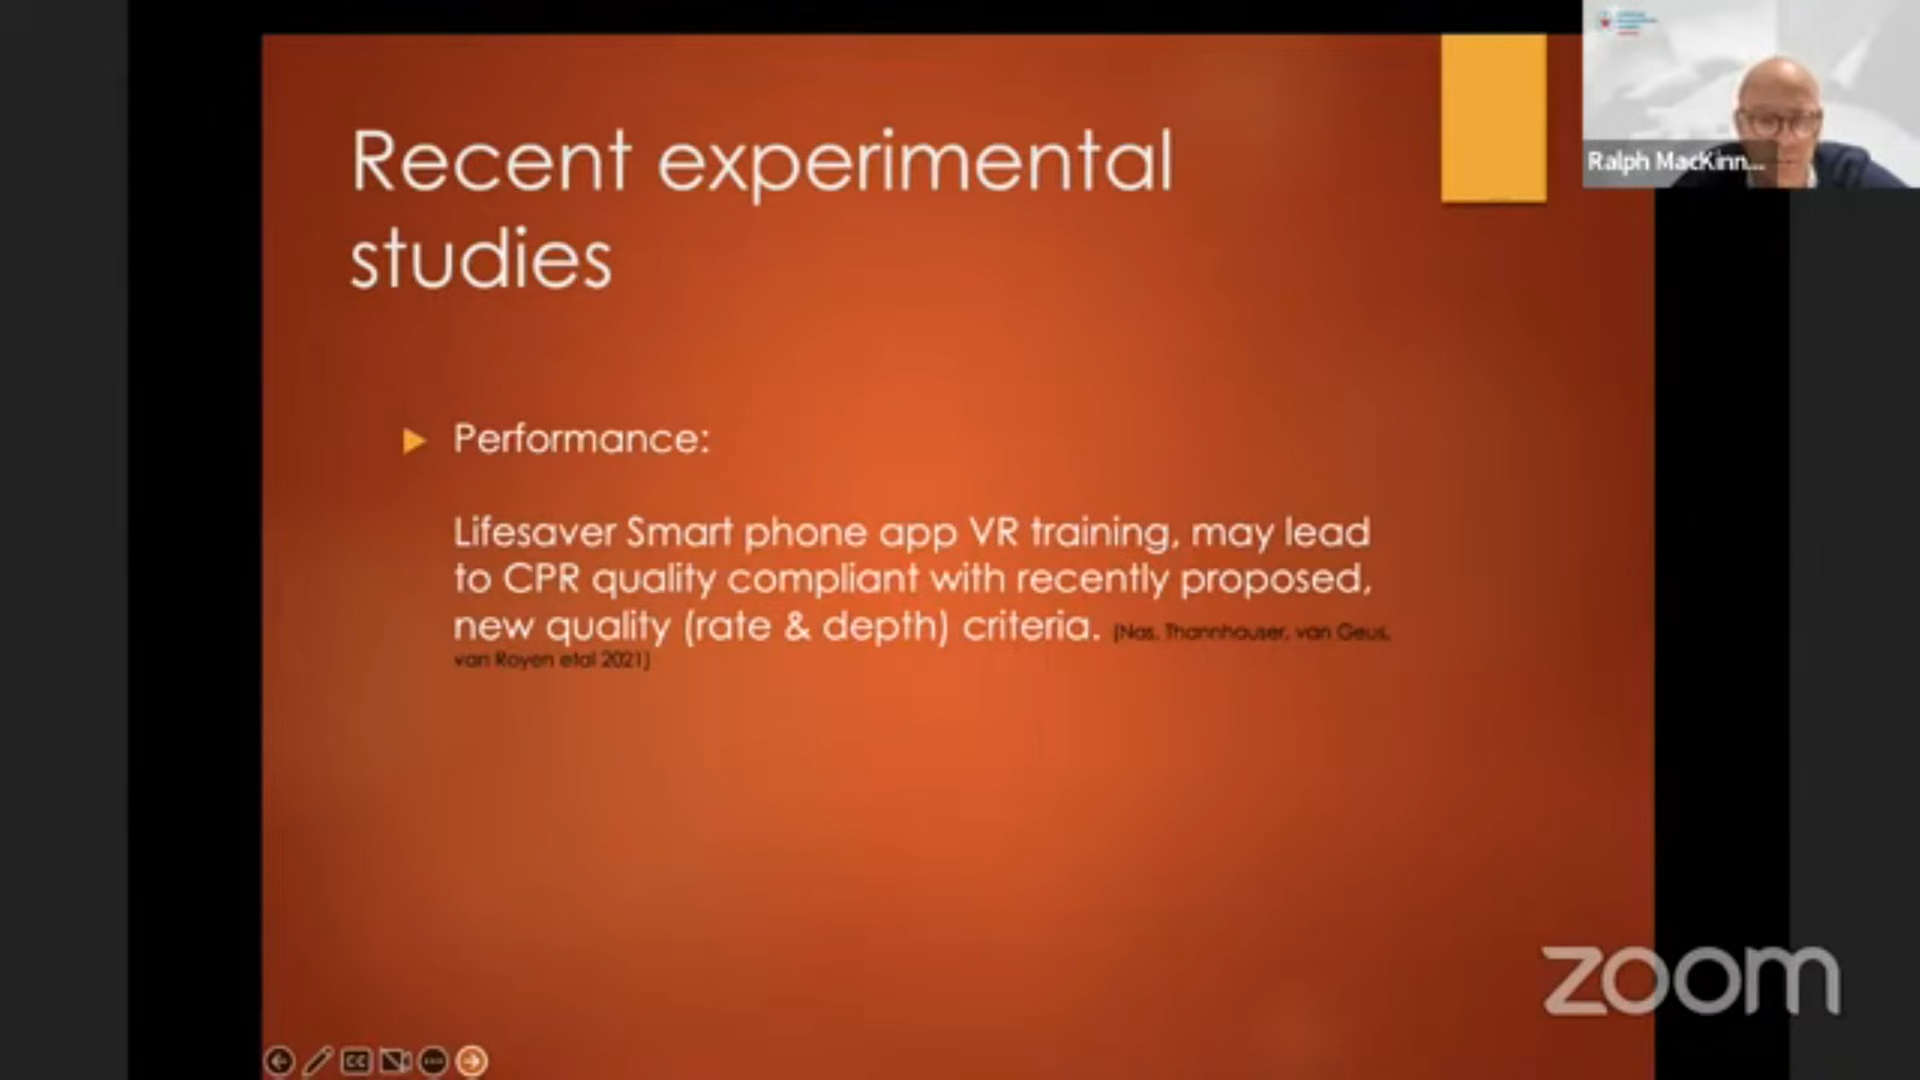 Recent experimental
studies
Performance:
Lifesaver Smart phone app VR training, may lead
to CPR quality compliant with recently proposed,
new quality (rate & depth) criteria. (Nas, Thannhauser, van Geus,
van Royen etal 2021)
Ralph MacKinn...
CC
zoom